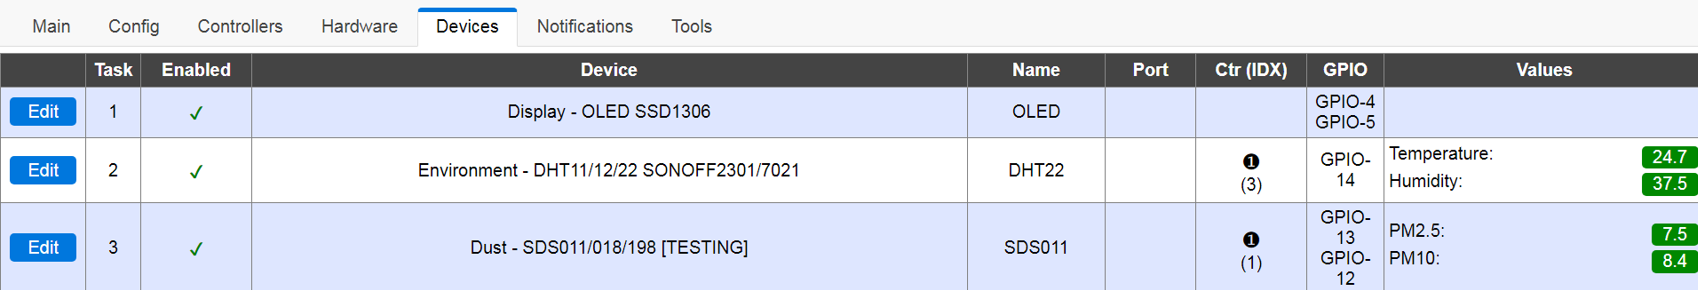 Main Config Controllers Hardware Devices Notifications Tools
Task Enabled Device Name Port Ctr (IDX) GPIO Values
Edit 1 ✓ Display - OLED SSD1306 OLED GPIO-4
GPIO-5
Edit 2 ✓ Environment - DHT11/12/22 SONOFF2301/7021 DHT22 ❶
(3)
GPIO-
14
Temperature: 24.7
Humidity: 37.5
Edit 3 ✓ Dust - SDS011/018/198 [TESTING] SDS011 ❶
(1)
GPIO-
13
GPIO-
12
PM2.5: 7.5
PM10: 8.4